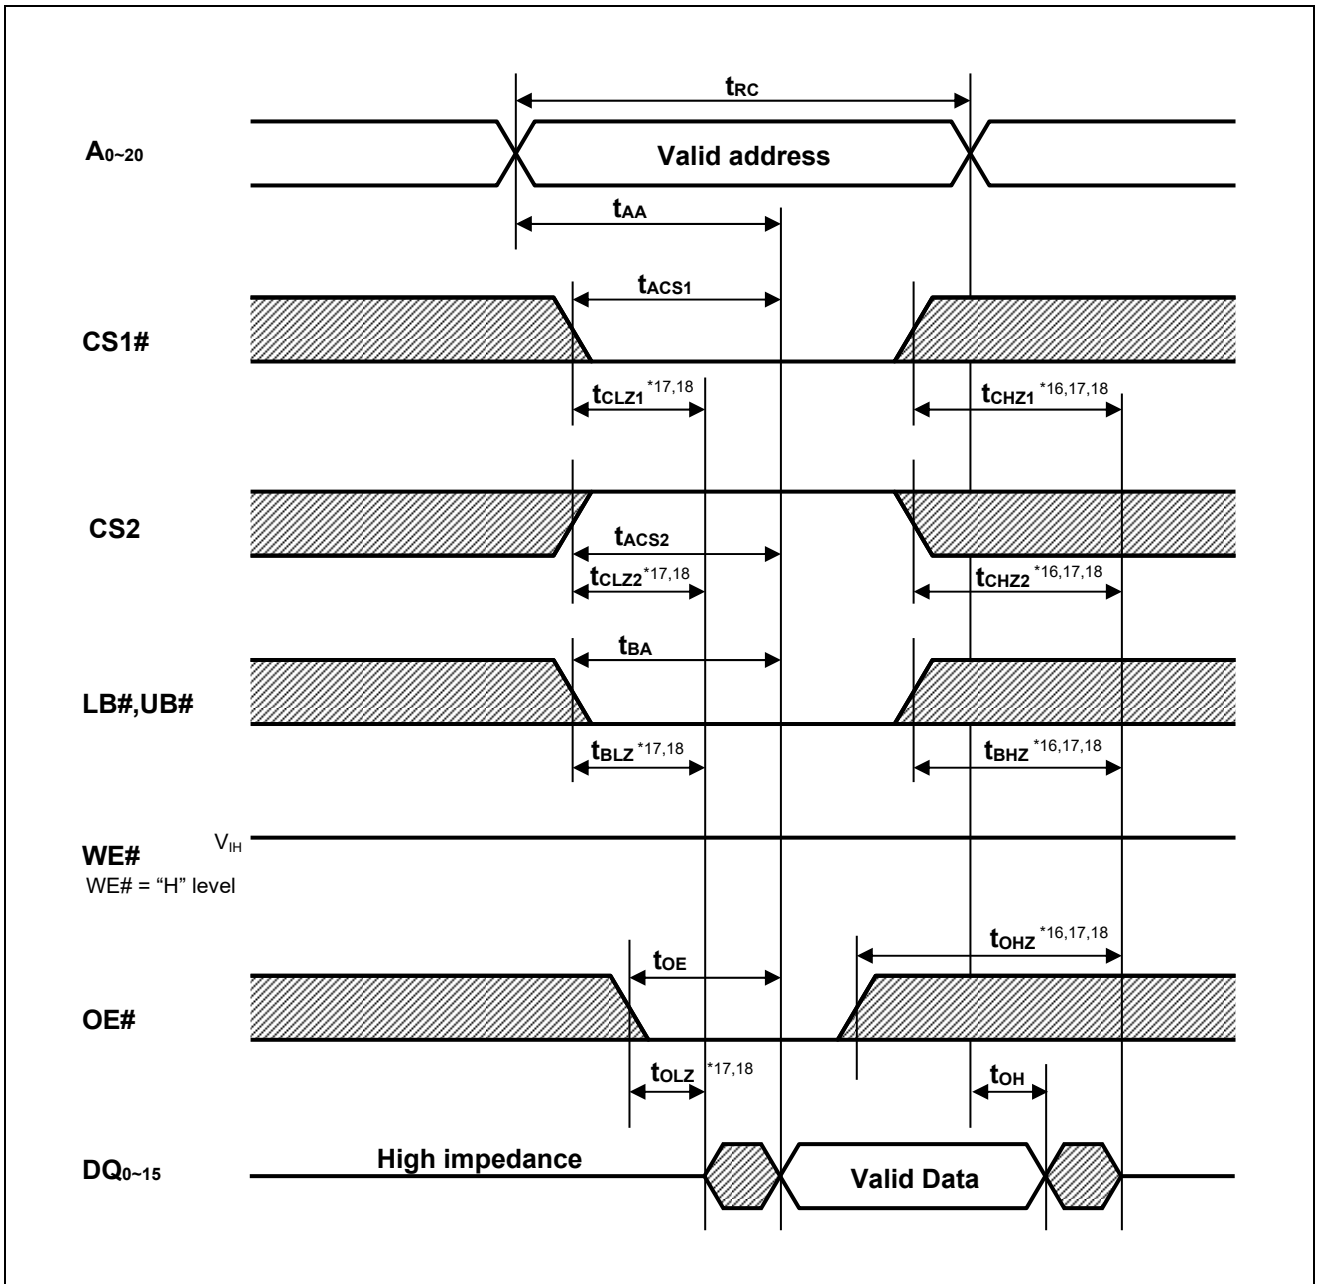 tRC
A0~20
Valid address
tAA
tACS1
CS1#
tCLZ1 *17,18
tCHZ1 *16,17,18
CS2
tACS2
tCLZ2 *17,18
tCHZ2 *16,17,18
tBA
LB#,UB#
tBLZ *17,18
tBHZ *16,17,18
VIH
WE#
WE# = “H” level
tOHZ *16,17,18
tOE
OE#
tOLZ *17,18
tOH
High impedance
DQ0~15
Valid Data